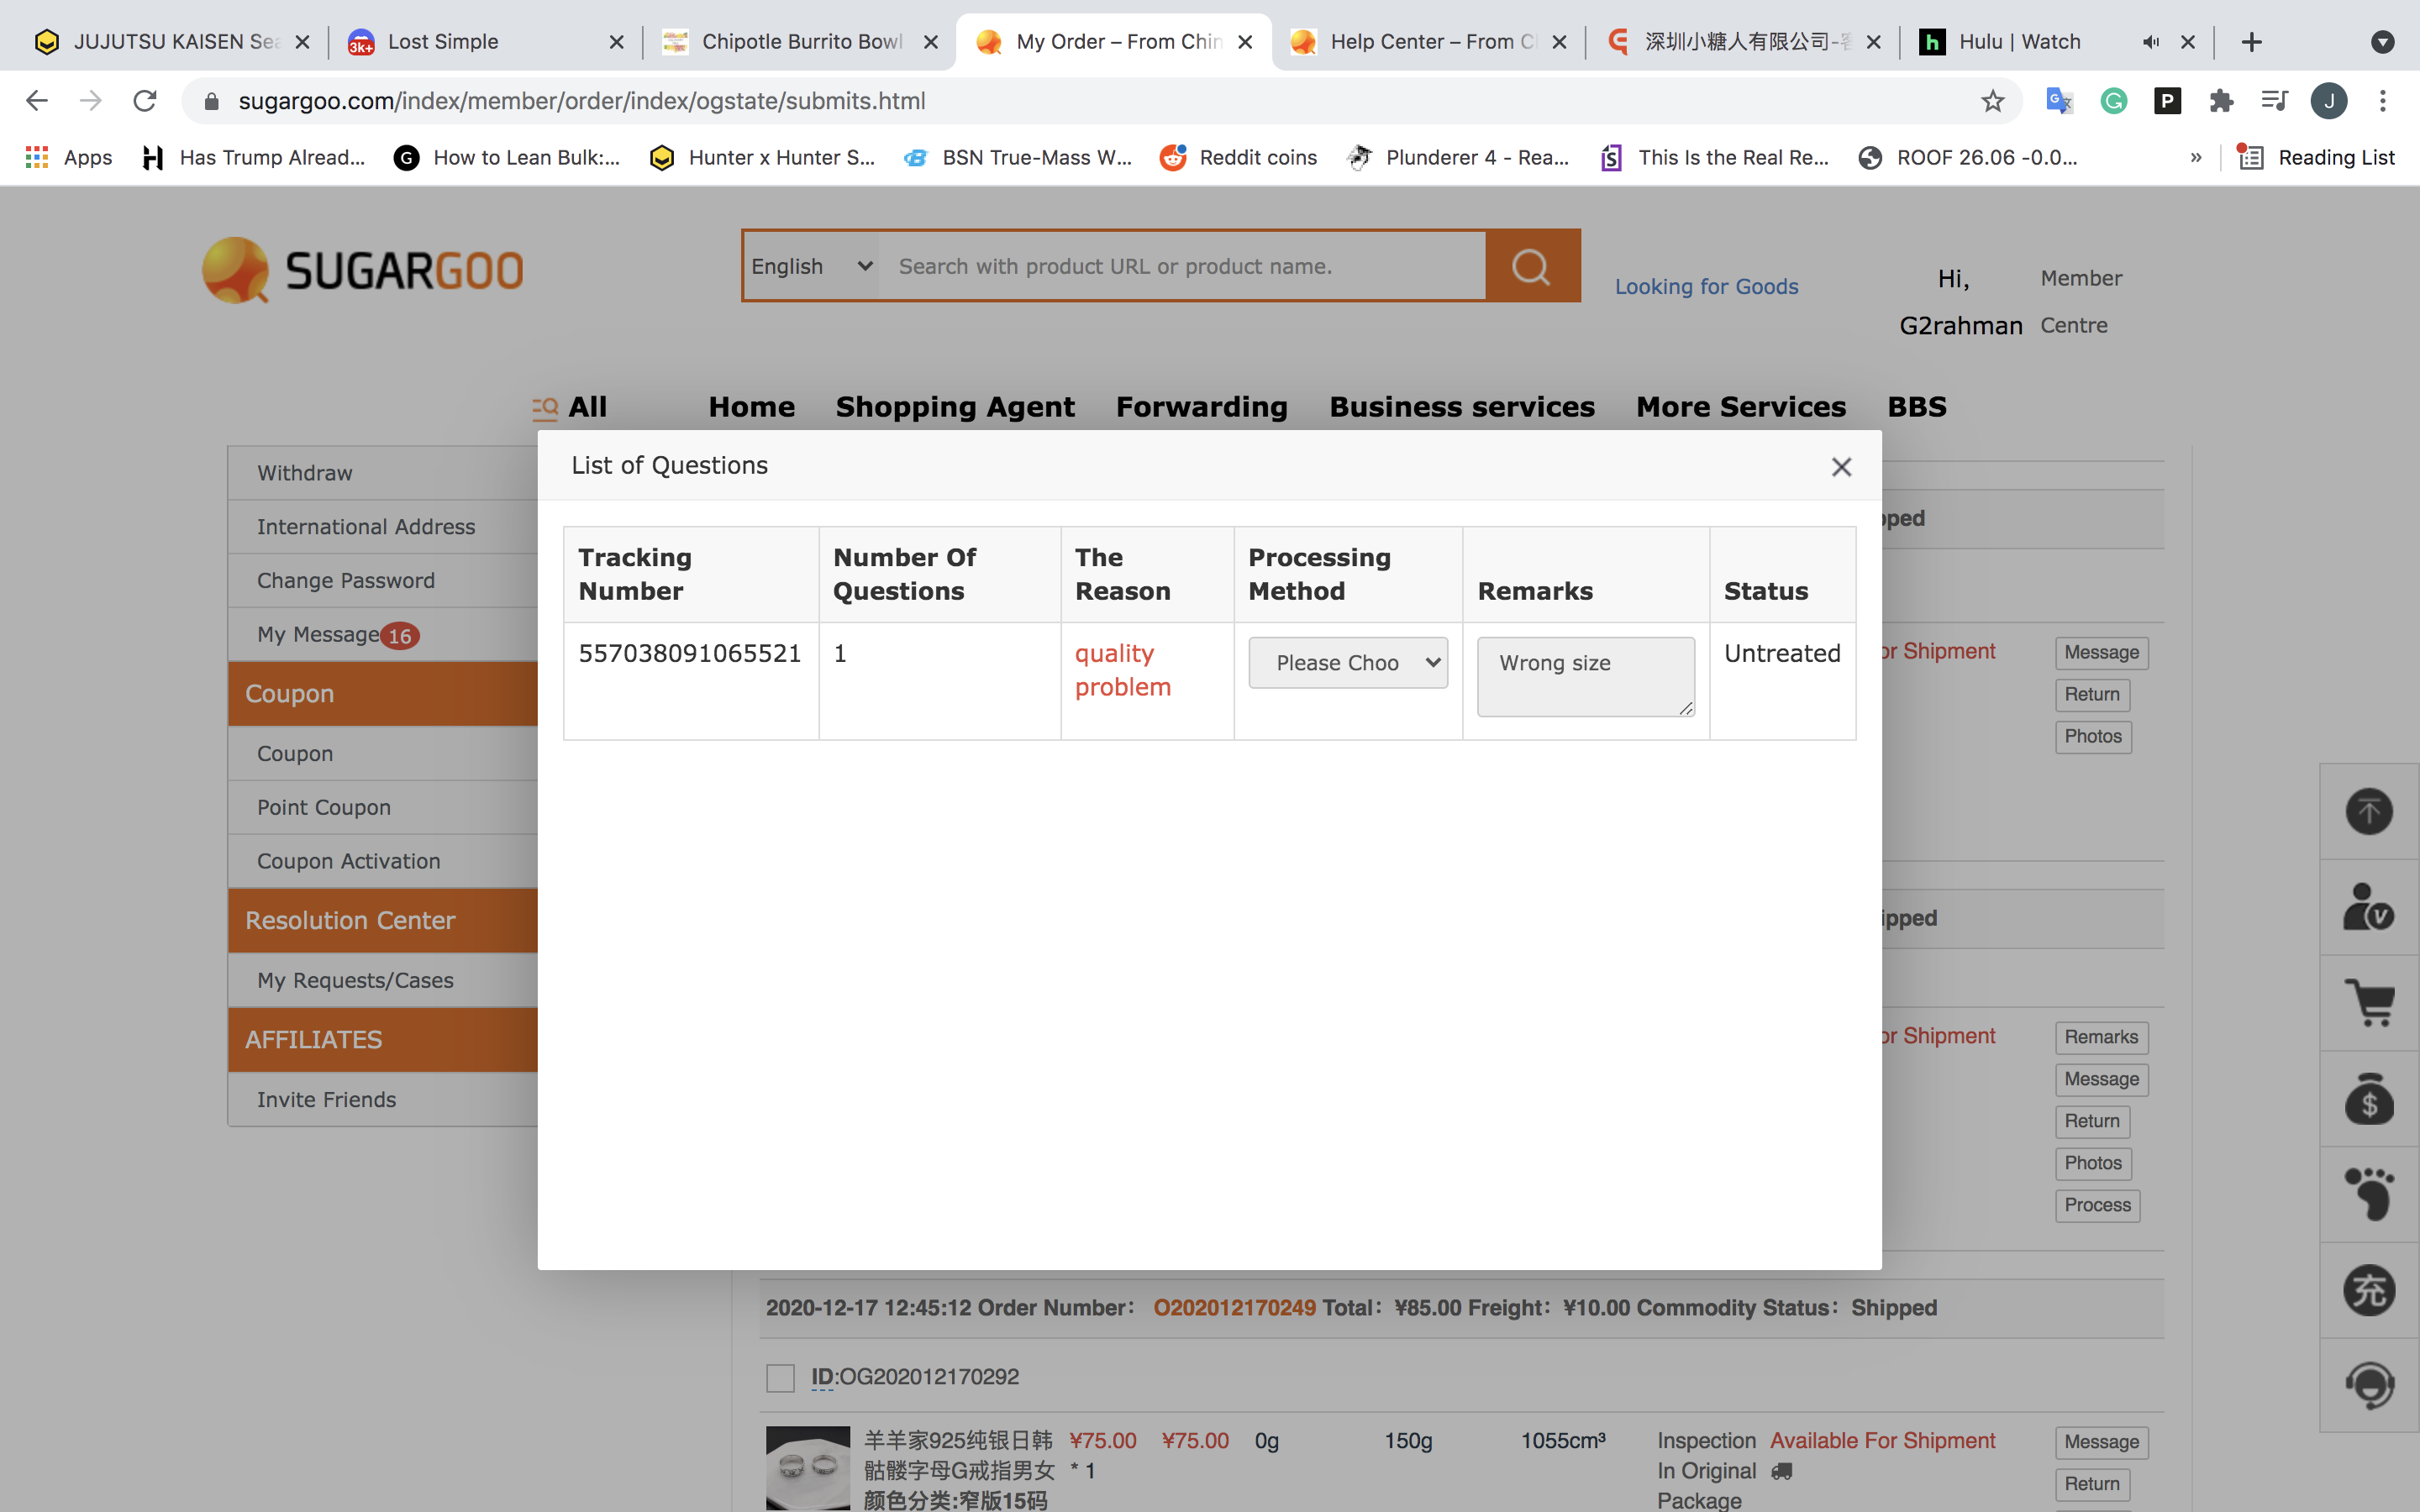 JUJUTSU KAISEN Sea
Lost Simple
Chipotle Burrito Bowl
My Order – From Chin
Help Center – From C
深圳小糖人有限公司-客
Hulu | Watch
sugargoo.com/index/member/order/index/ogstate/submits.html
Apps
Has Trump Alread...
How to Lean Bulk:...
Hunter x Hunter S...
BSN True-Mass W...
Reddit coins
Plunderer 4 - Rea...
This Is the Real Re...
ROOF 26.06 -0.0...
»
Reading List
SUGARGOO
English
Search with product URL or product name.
Looking for Goods
Hi,
G2rahman
Member
Centre
All
Home
Shopping Agent
Forwarding
Business services
More Services
BBS
Withdraw
International Address
Change Password
My Message 16
Coupon
Coupon
Point Coupon
Coupon Activation
Resolution Center
My Requests/Cases
AFFILIATES
Invite Friends
List of Questions
Tracking Number
Number Of Questions
The Reason
Processing Method
Remarks
Status
557038091065521
1
quality problem
Please Choo
Wrong size
Untreated
pped
or Shipment
Message
Return
Photos
ipped
or Shipment
Remarks
Message
Return
Photos
Process
2020-12-17 12:45:12 Order Number： O202012170249 Total：¥85.00 Freight：¥10.00 Commodity Status：Shipped
ID:OG202012170292
羊羊家925纯银日韩
骷髅字母G戒指男女
颜色分类:窄版15码
¥75.00
* 1
¥75.00
0g
150g
1055cm³
Inspection
In Original
Package
Available For Shipment
Message
Return
充